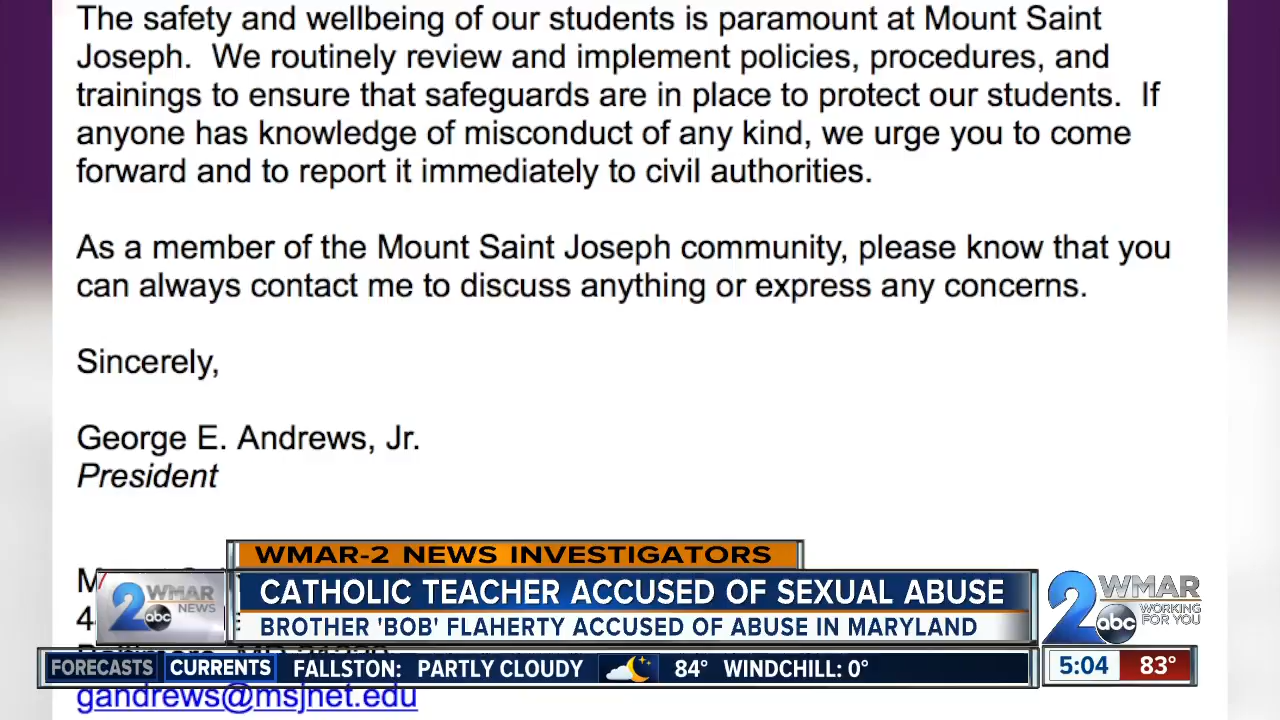 The safety and wellbeing of our students is paramount at Mount Saint
Joseph. We routinely review and implement policies, procedures, and
trainings to ensure that safeguards are in place to protect our students. If
anyone has knowledge of misconduct of any kind, we urge you to come
forward and to report it immediately to civil authorities.
As a member of the Mount Saint Joseph community, please know that you
can always contact me to discuss anything or express any concerns.
Sincerely,
George E. Andrews, Jr.
President
WMAR-2 NEWS INVESTIGATORS
2 WMAR NEWS abc
CATHOLIC TEACHER ACCUSED OF SEXUAL ABUSE
BROTHER 'BOB' FLAHERTY ACCUSED OF ABUSE IN MARYLAND
2 WMAR abc WORKING FOR YOU
FORECASTS CURRENTS FALLSTON: PARTLY CLOUDY 84° WINDCHILL: 0°
5:04 83°
gandrews@msjnet.edu